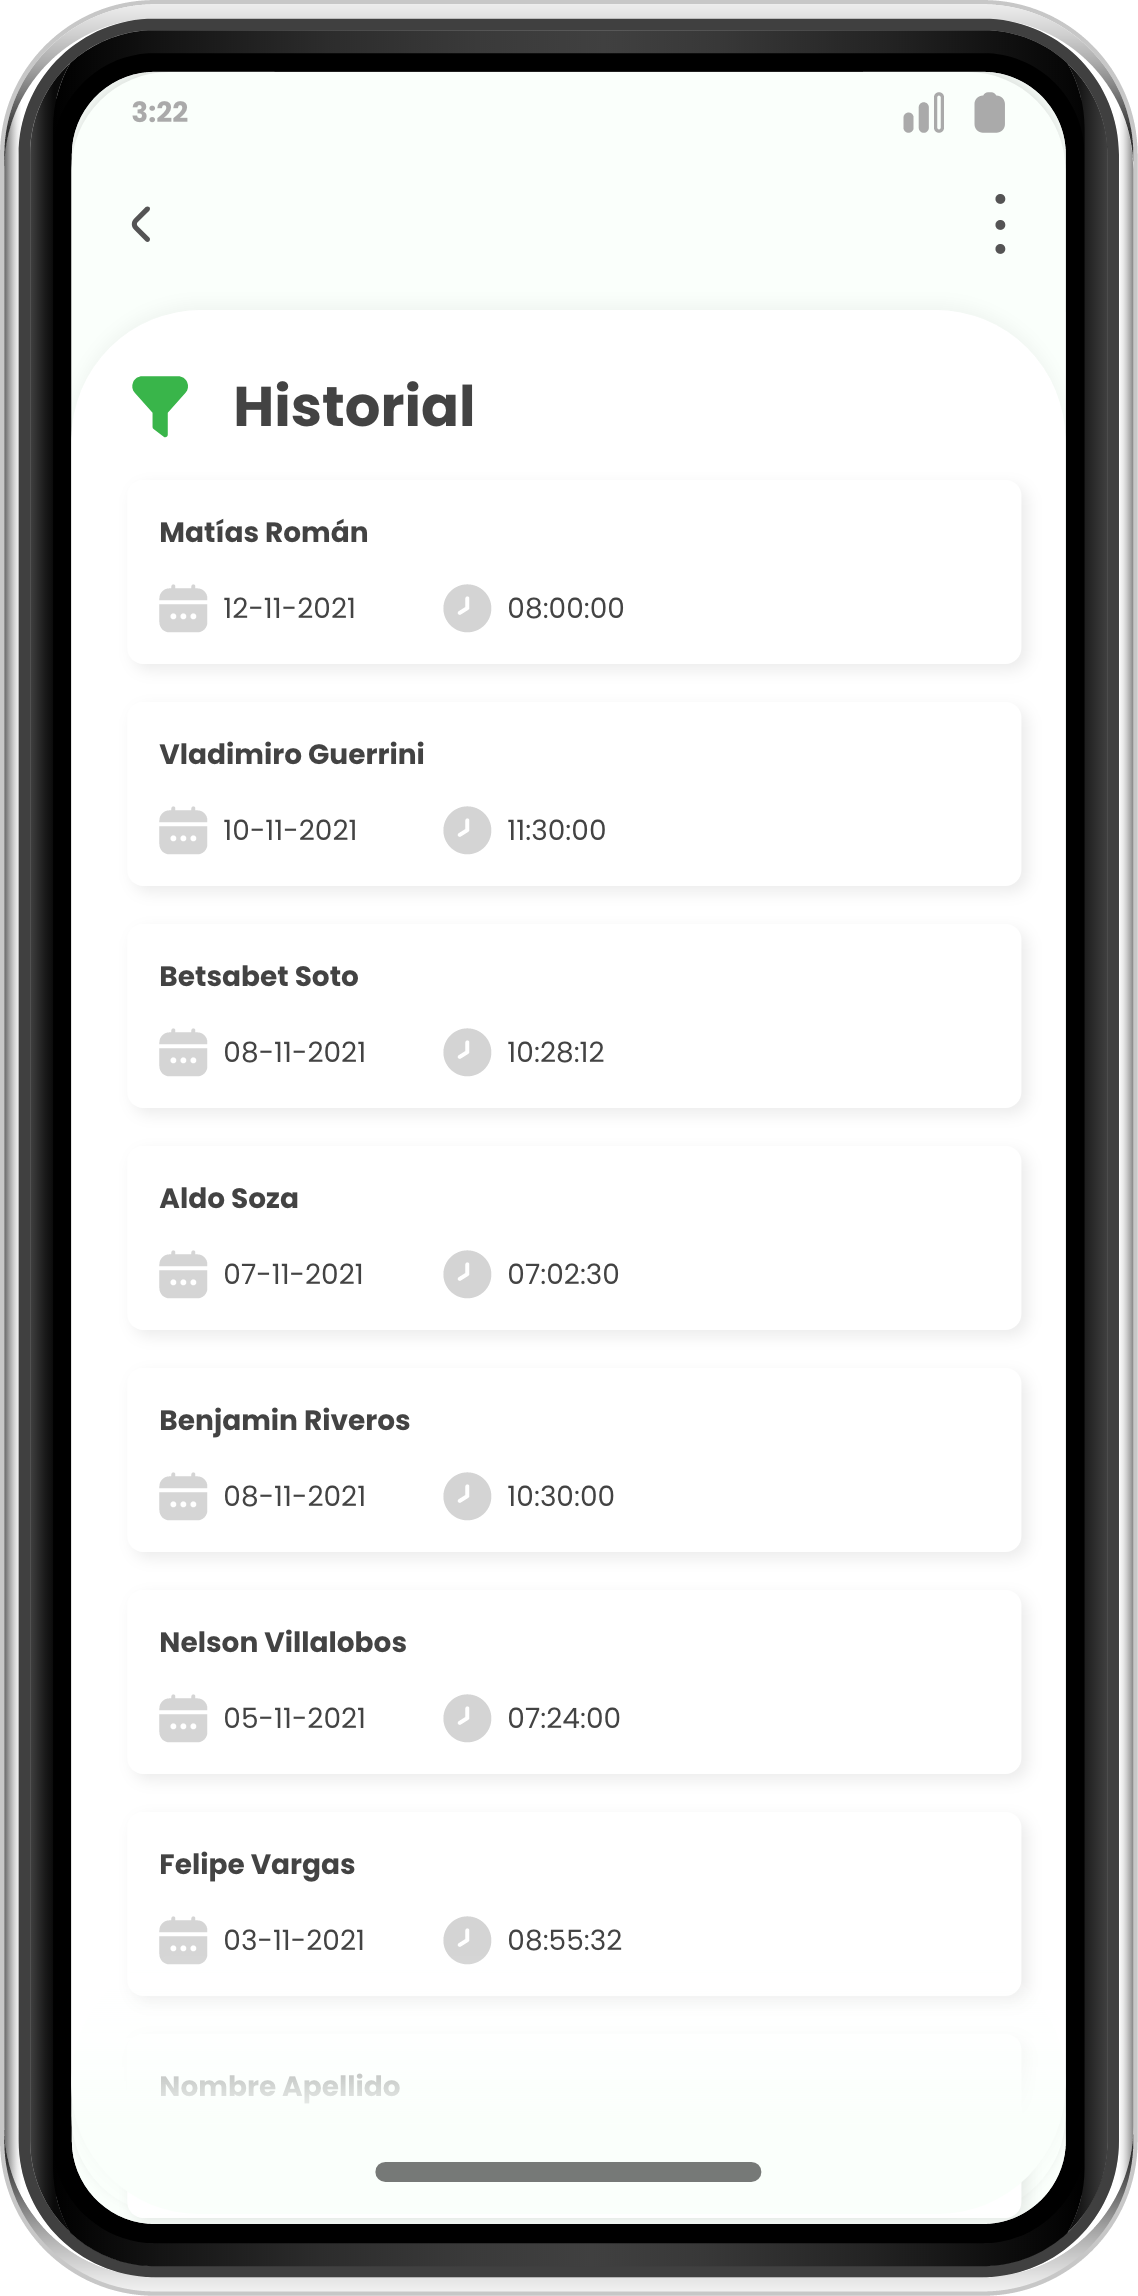 3:22
Historial
Matías Román
12-11-2021 08:00:00
Vladimiro Guerrini
10-11-2021 11:30:00
Betsabet Soto
08-11-2021 10:28:12
Aldo Soza
07-11-2021 07:02:30
Benjamin Riveros
08-11-2021 10:30:00
Nelson Villalobos
05-11-2021 07:24:00
Felipe Vargas
03-11-2021 08:55:32
Nombre Apellido